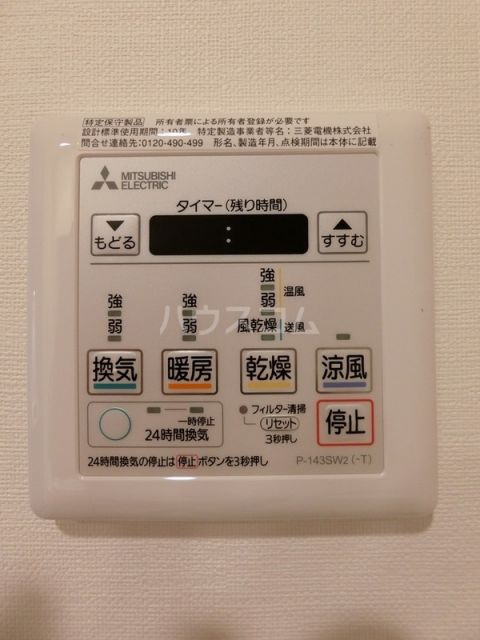 特定保守製品 所有者票による所有者登録が必要です
設計標準使用期間：10年 特定製造事業者等名：三菱電機株式会社
問合せ連絡先：0120-490-499 形名、製造年月、点検期間は本体に記載
MITSUBISHI
ELECTRIC
タイマー（残り時間）
▼ : ▲
もどる すすむ
強 温風
強 強 弱
弱 弱 風乾燥 送風
ハウスコム
換気 暖房 乾燥 涼風
一時停止
24時間換気
フィルター清掃
リセット
3秒押し
停止
24時間換気の停止は 停止 ボタンを3秒押し
P-143SW2（-T）